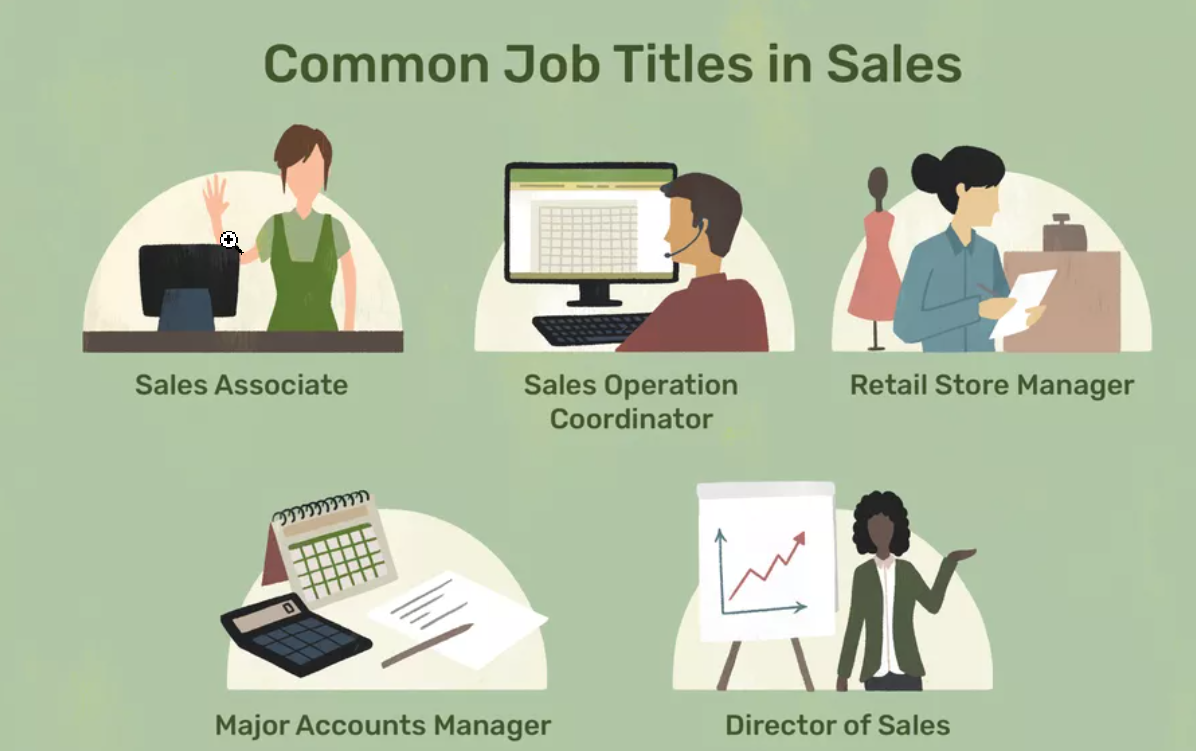 Common Job Titles in Sales
Sales Associate
Sales Operation
Coordinator
Retail Store Manager
0
Major Accounts Manager
Director of Sales